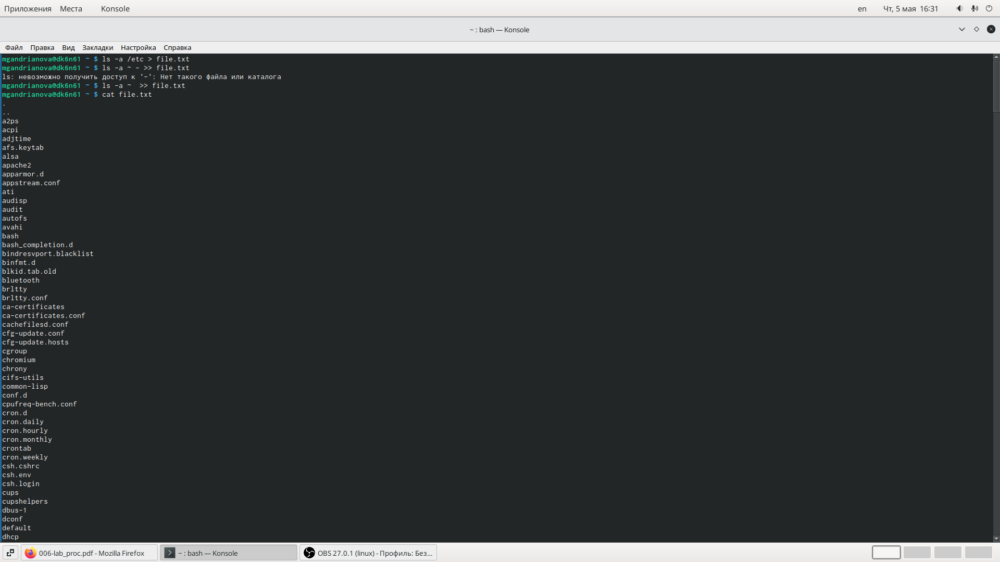 Приложения Места Konsole en Чт, 5 мая 16:31
~ : bash — Konsole
Файл Правка Вид Закладки Настройка Справка
mgandrianova@dk6n61 ~ $ ls -a /etc > file.txt
mgandrianova@dk6n61 ~ $ ls -a ~ - >> file.txt
ls: невозможно получить доступ к '-': Нет такого файла или каталога
mgandrianova@dk6n61 ~ $ ls -a ~  >> file.txt
mgandrianova@dk6n61 ~ $ cat file.txt
.
..
a2ps
acpi
adjtime
afs.keytab
alsa
apache2
apparmor.d
appstream.conf
ati
audisp
audit
autofs
avahi
bash
bash_completion.d
bindresvport.blacklist
binfmt.d
blkid.tab.old
bluetooth
brltty
brltty.conf
ca-certificates
ca-certificates.conf
cachefilesd.conf
cfg-update.conf
cfg-update.hosts
cgroup
chromium
chrony
cifs-utils
common-lisp
conf.d
cpufreq-bench.conf
cron.d
cron.daily
cron.hourly
cron.monthly
crontab
cron.weekly
csh.cshrc
csh.env
csh.login
cups
cupshelpers
dbus-1
dconf
default
dhcp
006-lab_proc.pdf - Mozilla Firefox ~ : bash — Konsole OBS 27.0.1 (linux) - Профиль: Без...